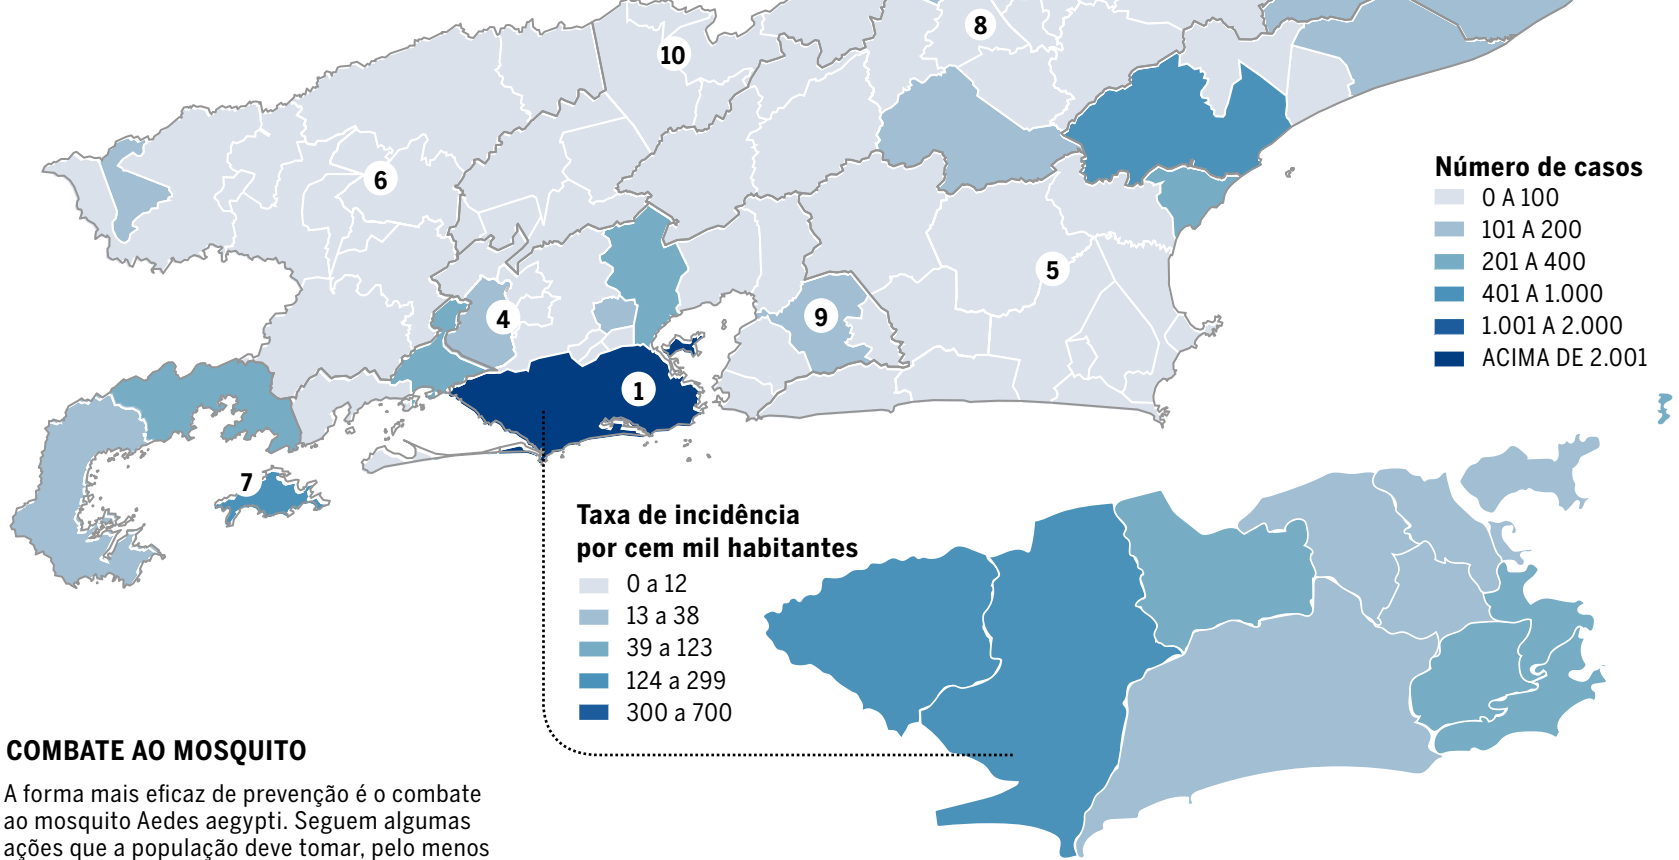 8
10
6
5
4
9
1
7
Número de casos
0 A 100
101 A 200
201 A 400
401 A 1.000
1.001 A 2.000
ACIMA DE 2.001
Taxa de incidência
por cem mil habitantes
0 a 12
13 a 38
39 a 123
124 a 299
300 a 700
COMBATE AO MOSQUITO
A forma mais eficaz de prevenção é o combate
ao mosquito Aedes aegypti. Seguem algumas
ações que a população deve tomar, pelo menos